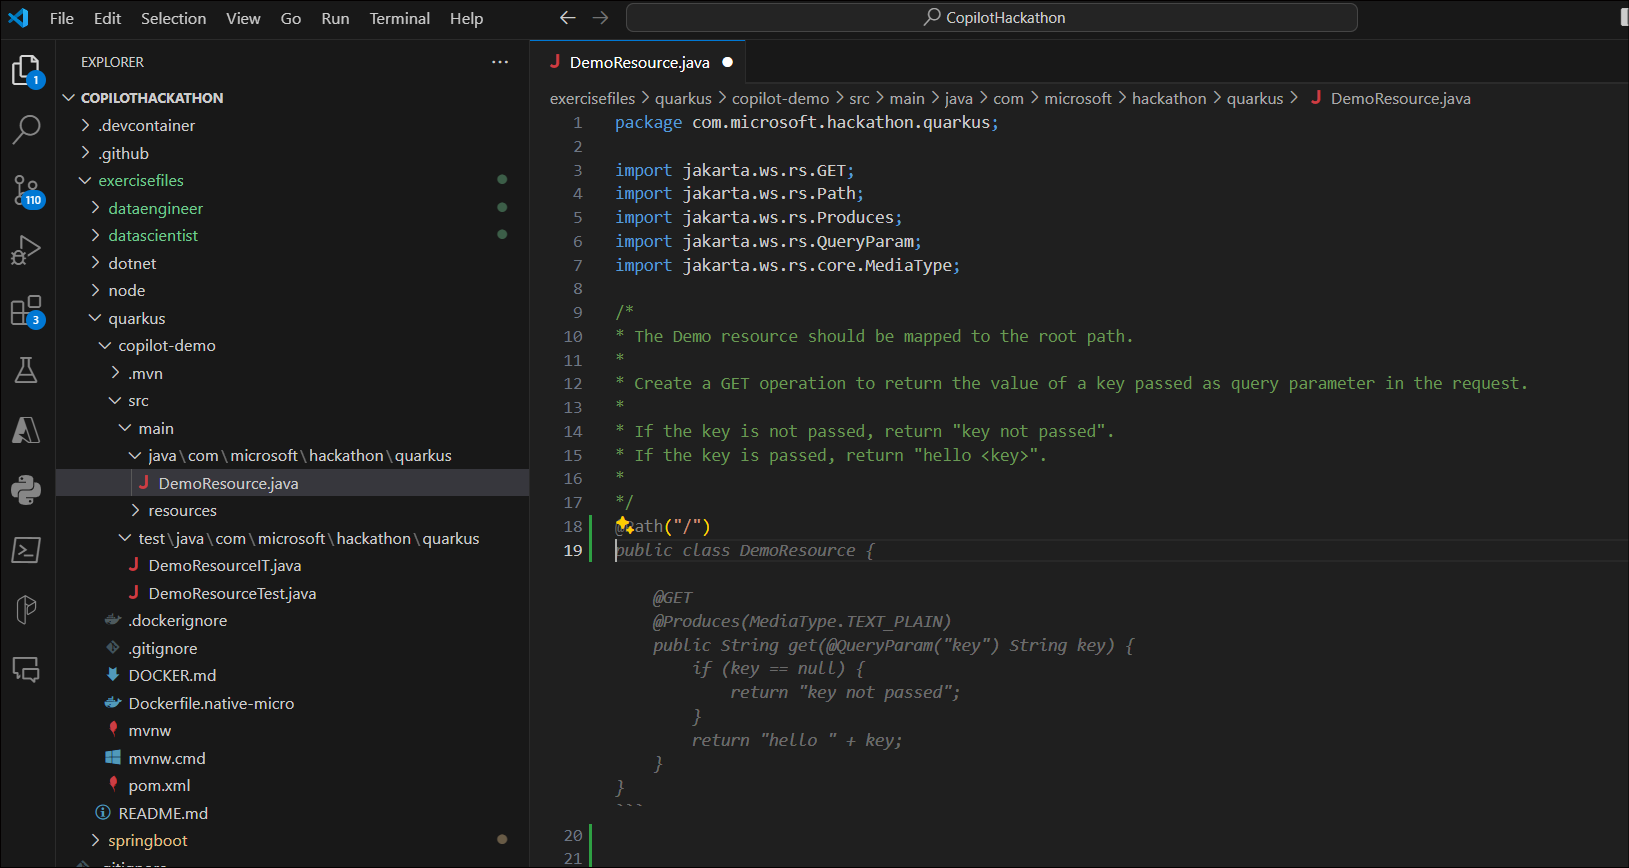 File Edit Selection View Go Run Terminal Help
CopilotHackathon
EXPLORER
COPILOTHACKATHON
.devcontainer
.github
exercisefiles
dataengineer
datascientist
dotnet
node
quarkus
copilot-demo
.mvn
src
main
java\com\microsoft\hackathon\quarkus
DemoResource.java
resources
test\java\com\microsoft\hackathon\quarkus
DemoResourceIT.java
DemoResourceTest.java
.dockerignore
.gitignore
DOCKER.md
Dockerfile.native-micro
mvnw
mvnw.cmd
pom.xml
README.md
springboot
.gitignore
1
110
3
DemoResource.java
exercisefiles > quarkus > copilot-demo > src > main > java > com > microsoft > hackathon > quarkus > DemoResource.java
1 package com.microsoft.hackathon.quarkus;
2
3 import jakarta.ws.rs.GET;
4 import jakarta.ws.rs.Path;
5 import jakarta.ws.rs.Produces;
6 import jakarta.ws.rs.QueryParam;
7 import jakarta.ws.rs.core.MediaType;
8
9 /*
10 * The Demo resource should be mapped to the root path.
11 *
12 * Create a GET operation to return the value of a key passed as query parameter in the request.
13 *
14 * If the key is not passed, return "key not passed".
15 * If the key is passed, return "hello <key>".
16 *
17 */
18 @Path("/")
19 public class DemoResource {
@GET
@Produces(MediaType.TEXT_PLAIN)
public String get(@QueryParam("key") String key) {
if (key == null) {
return "key not passed";
}
return "hello " + key;
}
}
```
20
21